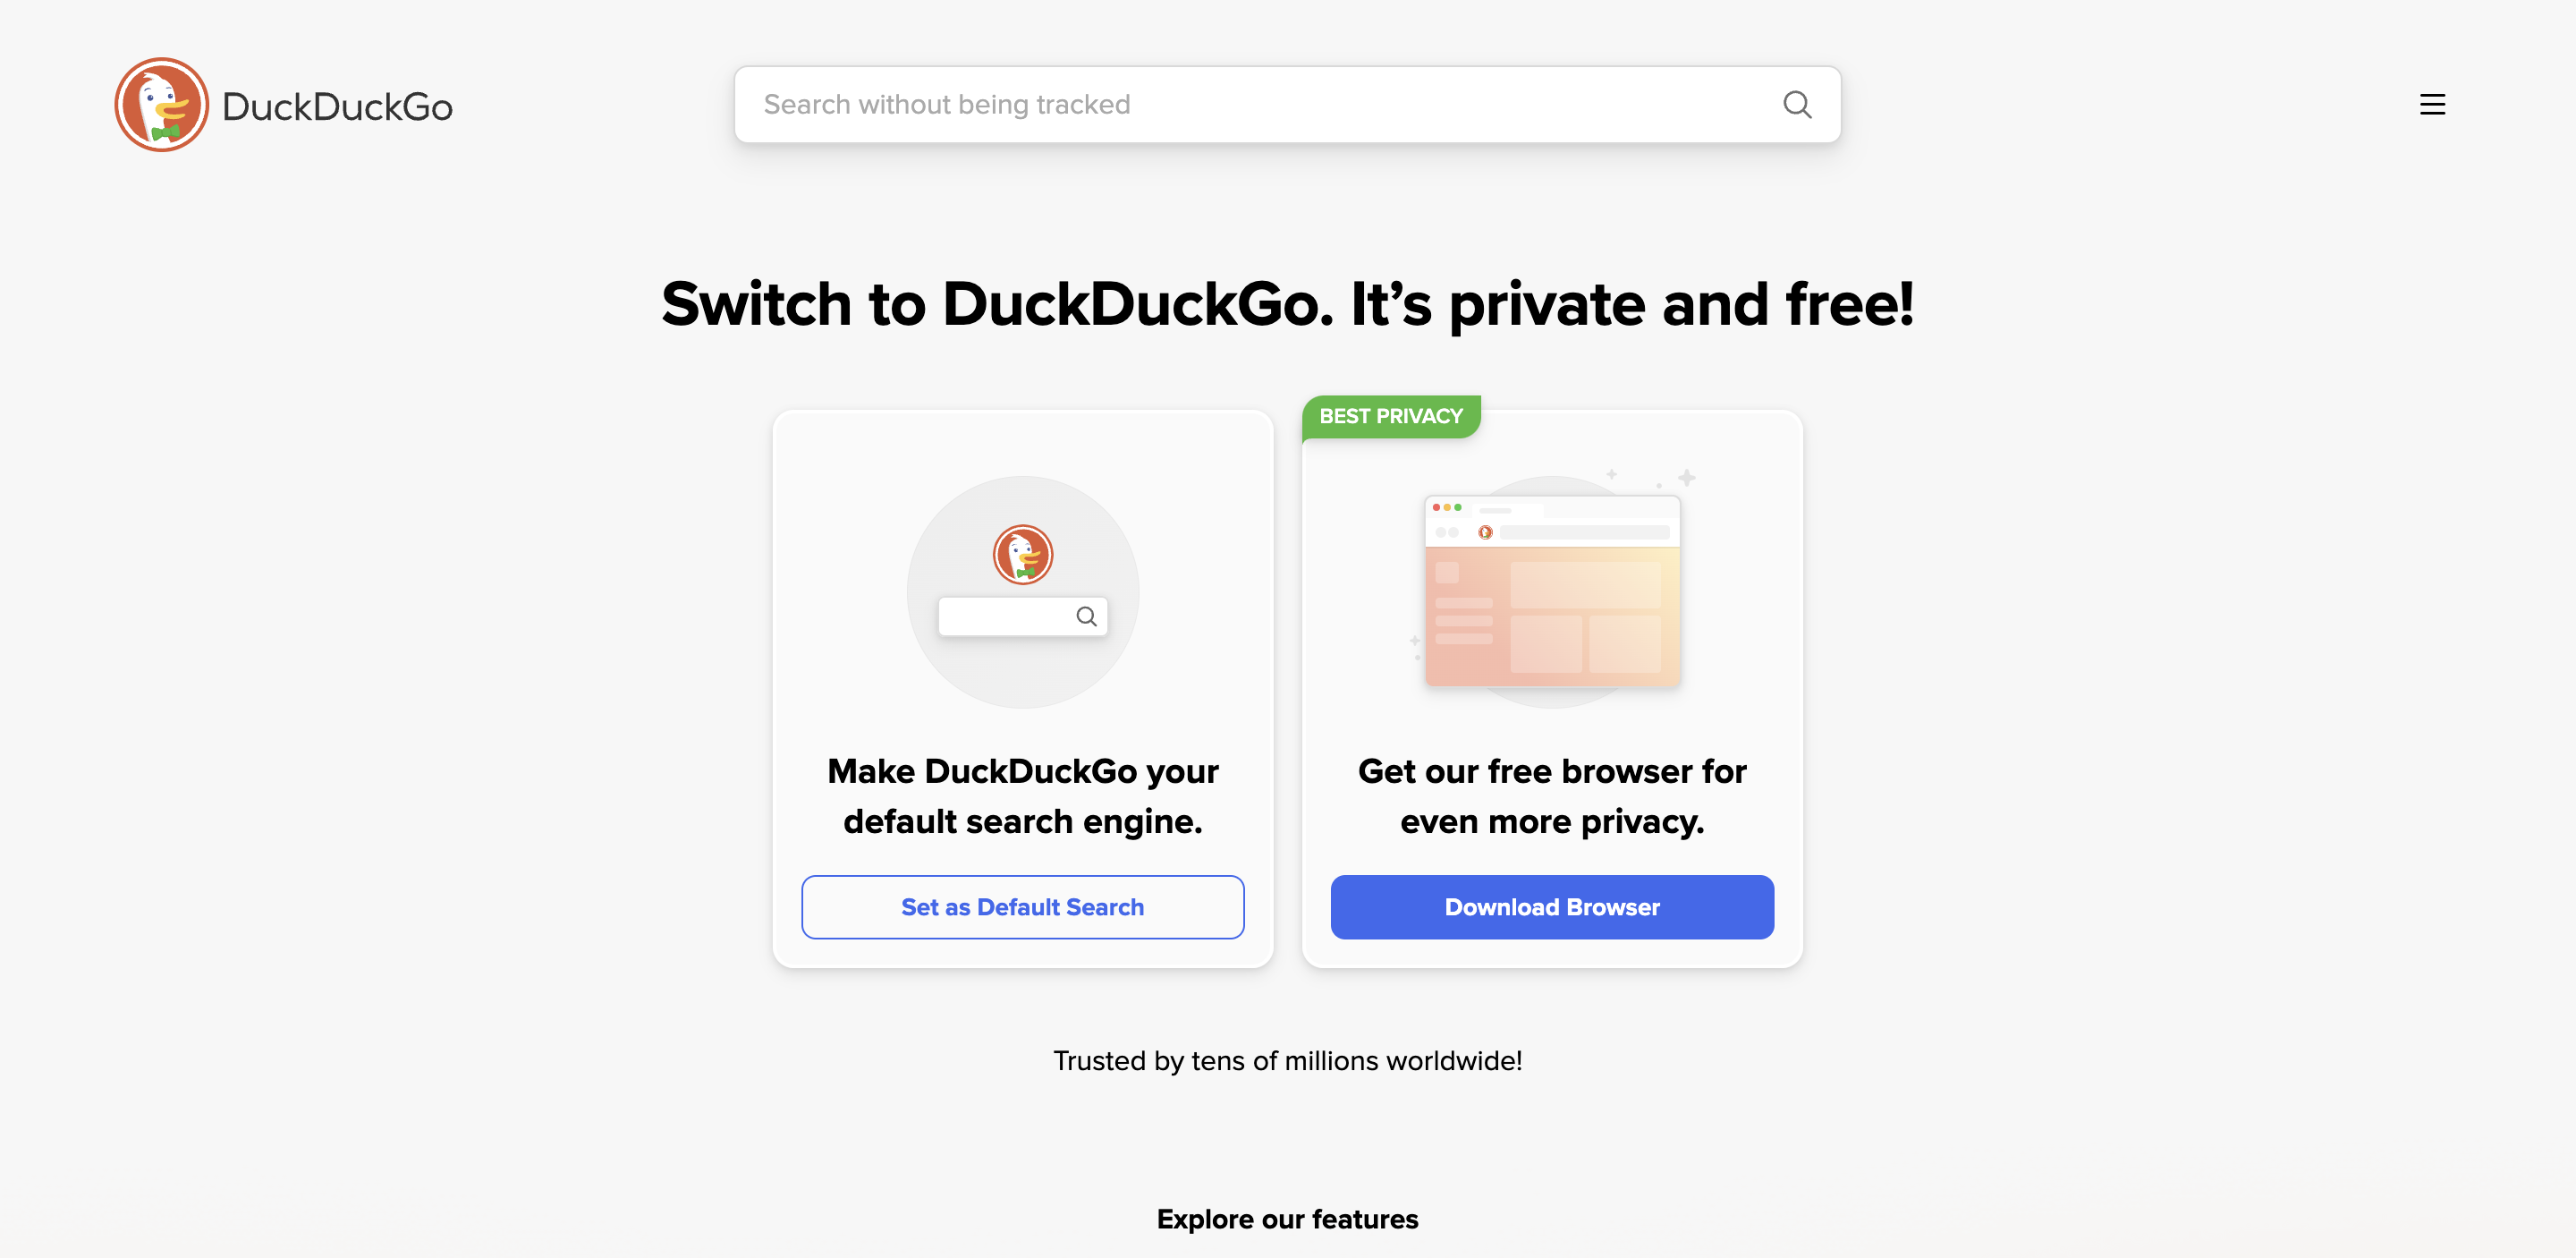 DuckDuckGo
Search without being tracked
Switch to DuckDuckGo. It’s private and free!
BEST PRIVACY
Make DuckDuckGo your
default search engine.
Set as Default Search
Get our free browser for
even more privacy.
Download Browser
Trusted by tens of millions worldwide!
Explore our features